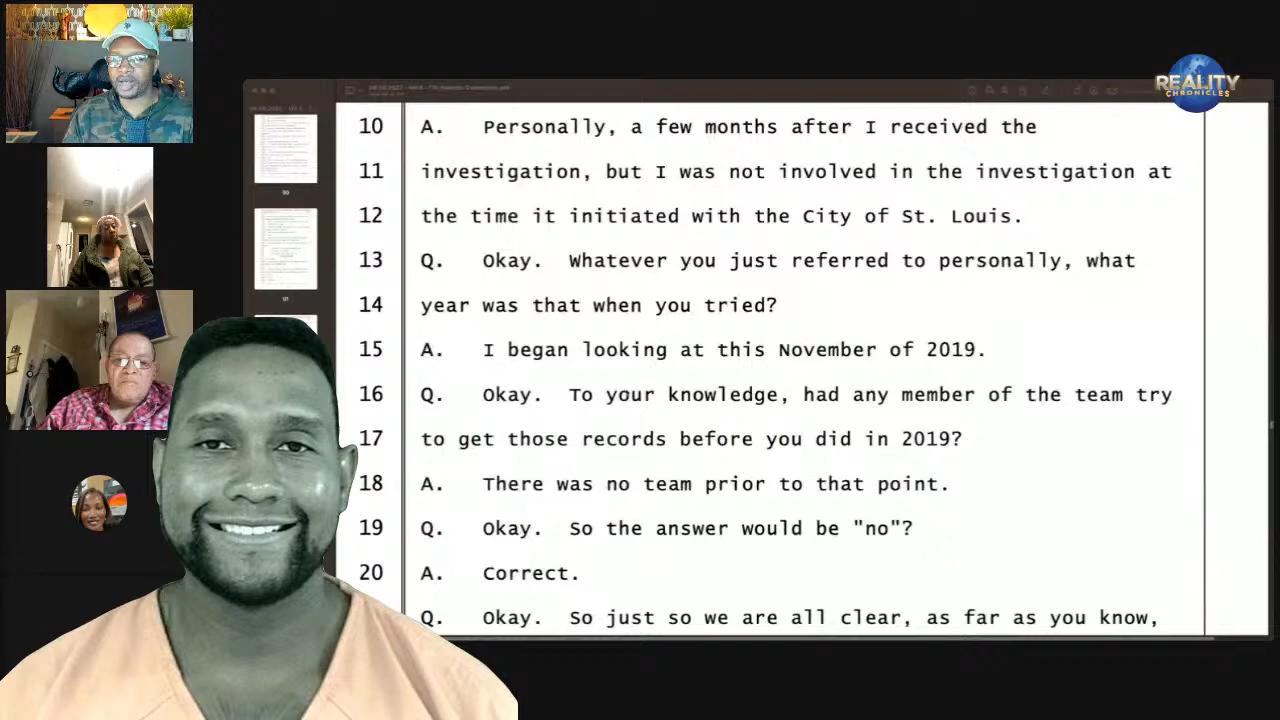 REALITY
CHRONICLES
10 A. Personally, a few months after I received the
11 investigation, but I was not involved in the investigation at
12 the time it initiated with the City of St. Louis.
13 Q. Okay. Whatever you just referred to personally, what
14 year was that when you tried?
15 A. I began looking at this November of 2019.
16 Q. Okay. To your knowledge, had any member of the team try
17 to get those records before you did in 2019?
18 A. There was no team prior to that point.
19 Q. Okay. So the answer would be "no"?
20 A. Correct.
Q. Okay. So just so we are all clear, as far as you know,
90
91